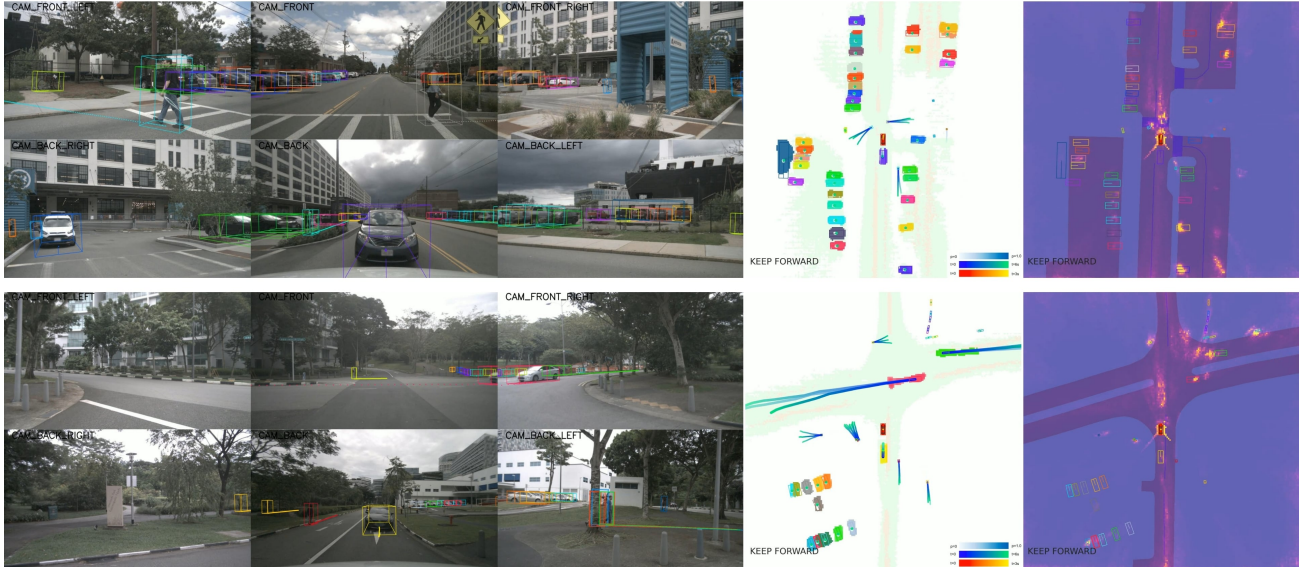 CAM_FRONT_LEFT
CAM_FRONT
CAM_FRONT_RIGHT
CAM_BACK_RIGHT
CAM_BACK
CAM_BACK_LEFT
KEEP FORWARD
KEEP FORWARD
CAM_FRONT_LEFT
CAM_FRONT
CAM_FRONT_RIGHT
CAM_BACK_RIGHT
CAM_BACK
CAM_BACK_LEFT
KEEP FORWARD
KEEP FORWARD